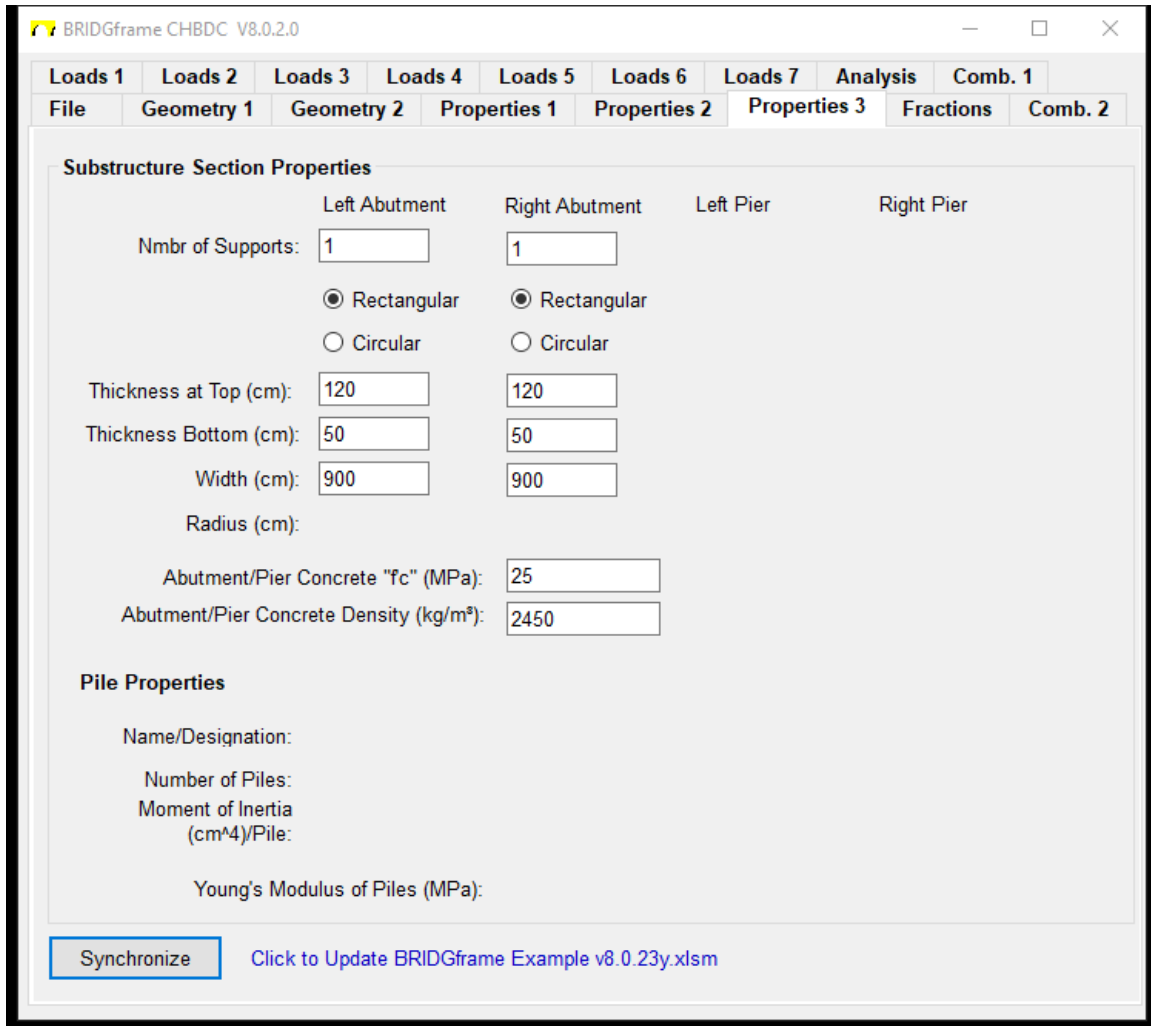 BRIDGframe CHBDC V8.0.2.0
Loads 1 Loads 2 Loads 3 Loads 4 Loads 5 Loads 6 Loads 7 Analysis Comb. 1
File Geometry 1 Geometry 2 Properties 1 Properties 2 Properties 3 Fractions Comb. 2
Substructure Section Properties
Left Abutment Right Abutment Left Pier Right Pier
Nmbr of Supports: 1 1
Rectangular Rectangular
Circular Circular
Thickness at Top (cm): 120 120
Thickness Bottom (cm): 50 50
Width (cm): 900 900
Radius (cm):
Abutment/Pier Concrete "f'c" (MPa): 25
Abutment/Pier Concrete Density (kg/m³): 2450
Pile Properties
Name/Designation:
Number of Piles:
Moment of Inertia
(cm^4)/Pile:
Young's Modulus of Piles (MPa):
Synchronize Click to Update BRIDGframe Example v8.0.23y.xlsm